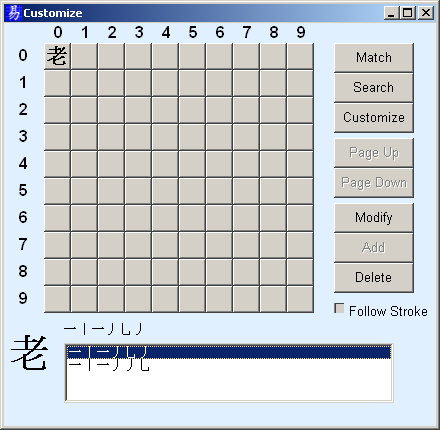 易 Customize
0 1 2 3 4 5 6 7 8 9
0 老
1
2
3
4
5
6
7
8
9
Match
Search
Customize
Page Up
Page Down
Modify
Add
Delete
Follow Stroke
一丨一丿乚丿
老
一丨一丿乚丿
一丨一丿丿乚